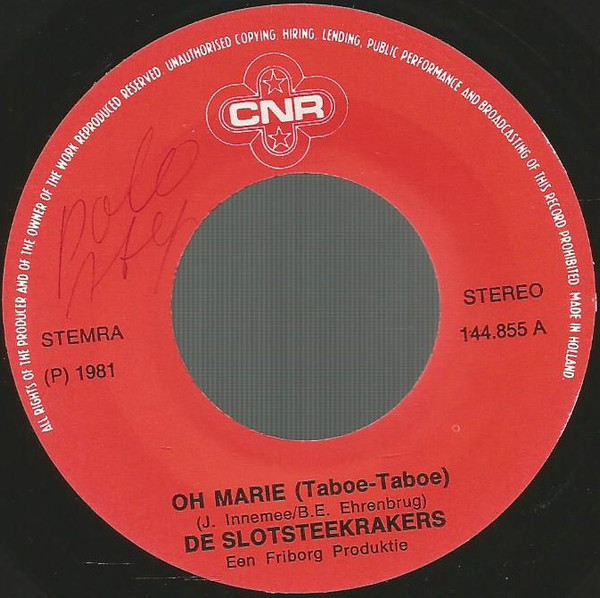 ALL RIGHTS OF THE PRODUCER AND OF THE OWNER OF THE WORK REPRODUCED RESERVED. UNAUTHORISED COPYING, HIRING, LENDING, PUBLIC PERFORMANCE AND BROADCASTING OF THIS RECORD PROHIBITED. MADE IN HOLLAND.
CNR
STEMRA
(P) 1981
STEREO
144.855 A
OH MARIE (Taboe-Taboe)
(J. Innemee/B.E. Ehrenbrug)
DE SLOTSTEEKRAKERS
Een Friborg Produktie